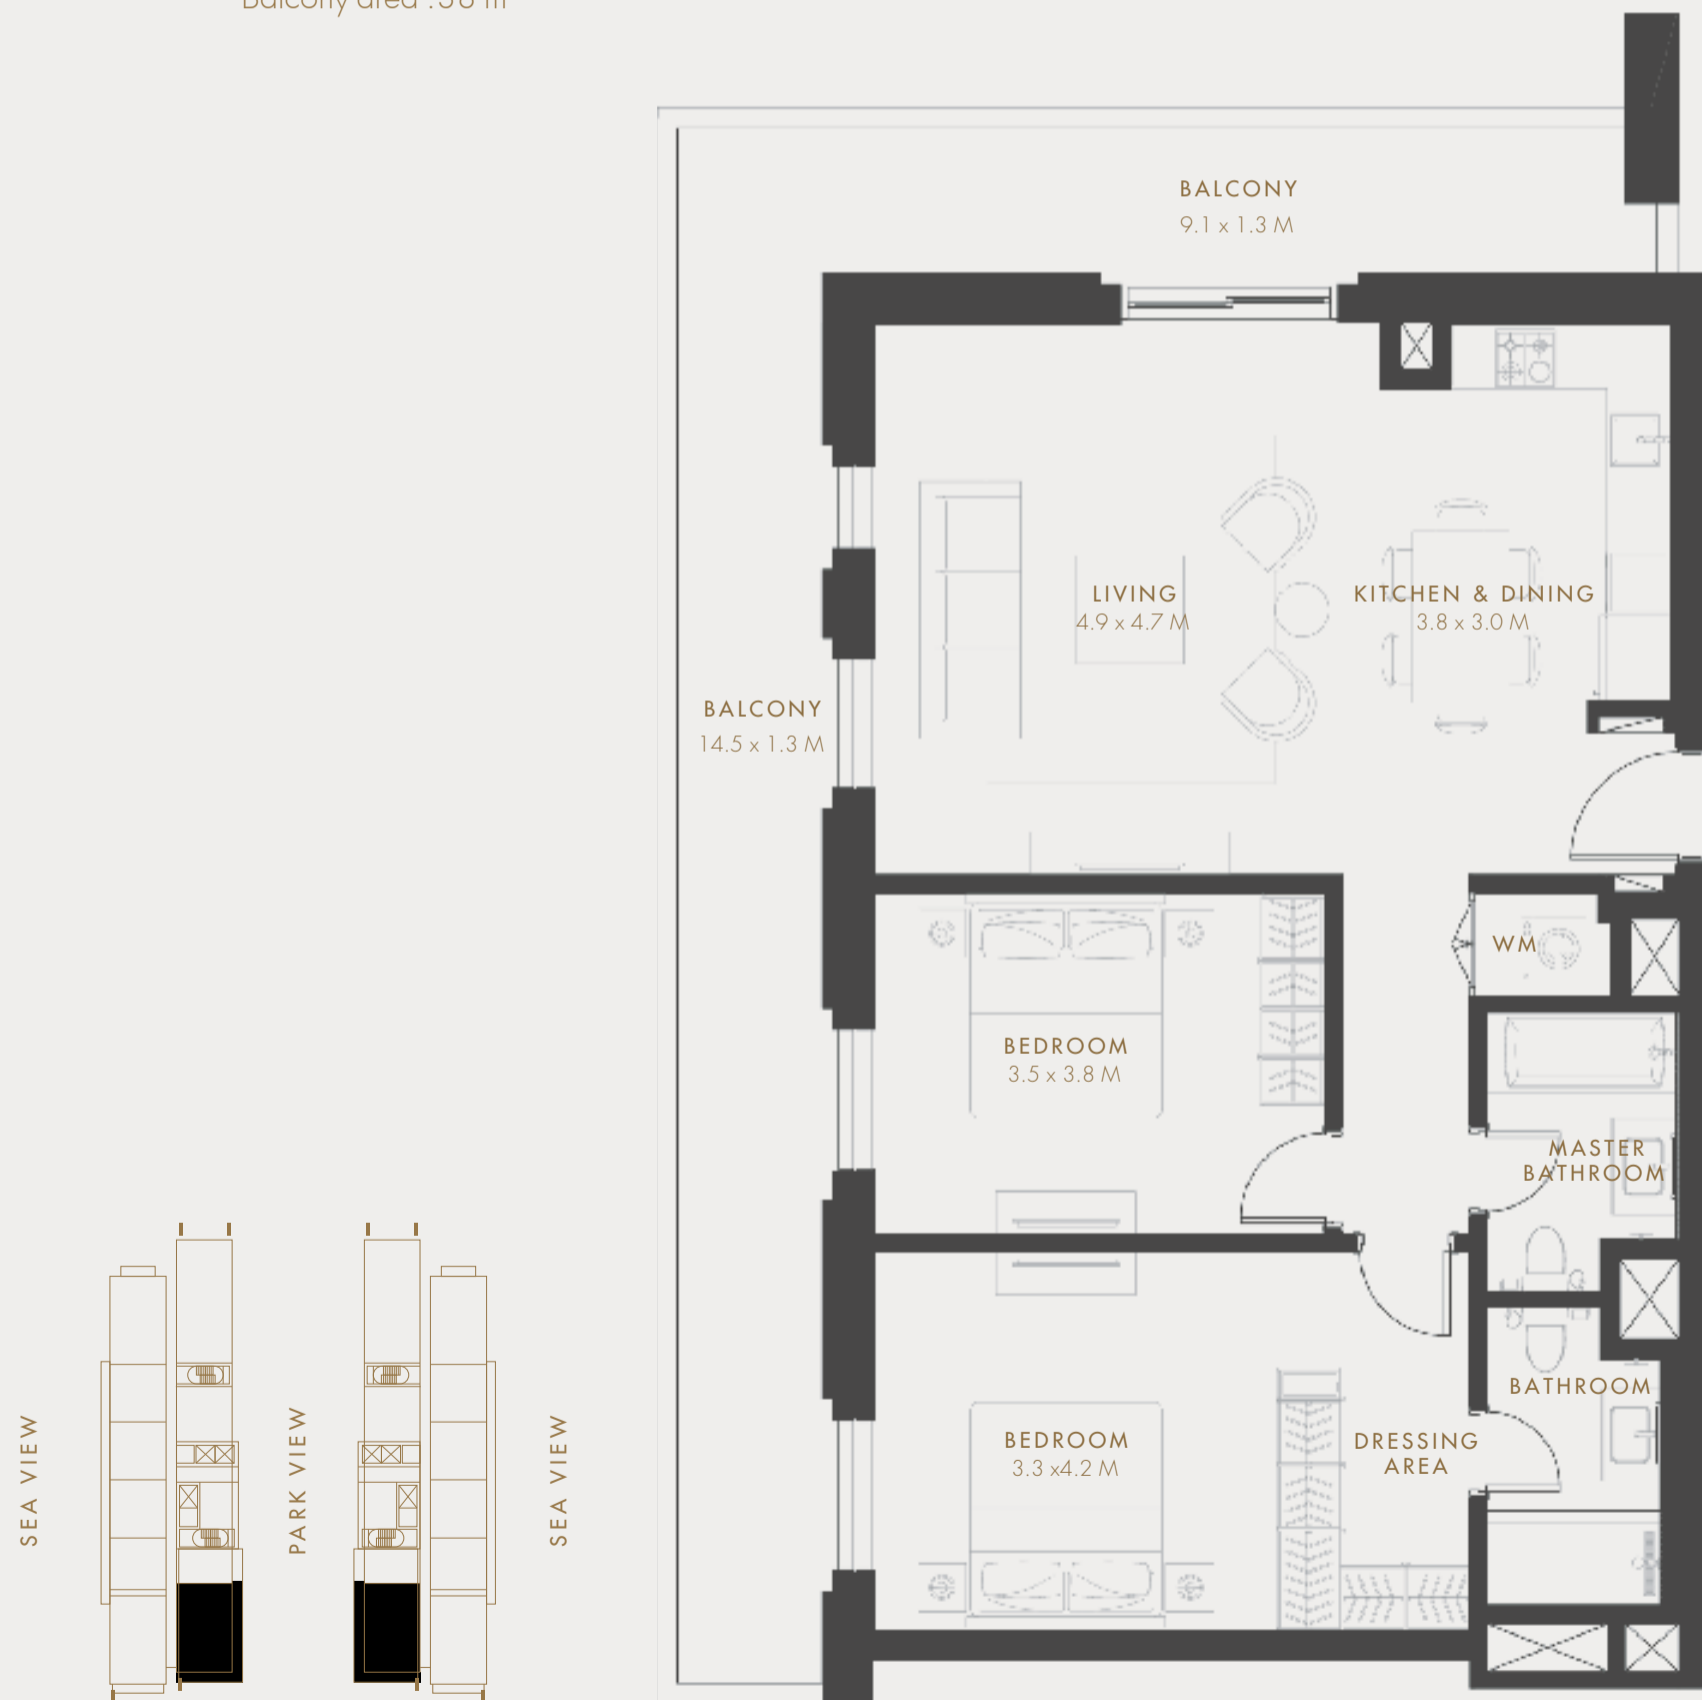 Balcony area :
BALCONY
9.1 x 1.3 M
LIVING
4.9 x 4.7 M
KITCHEN & DINING
3.8 x 3.0 M
BALCONY
14.5 x 1.3 M
WM
BEDROOM
3.5 x 3.8 M
MASTER
BATHROOM
BATHROOM
BEDROOM
3.3 x4.2 M
DRESSING
AREA
SEA VIEW
PARK VIEW
SEA VIEW